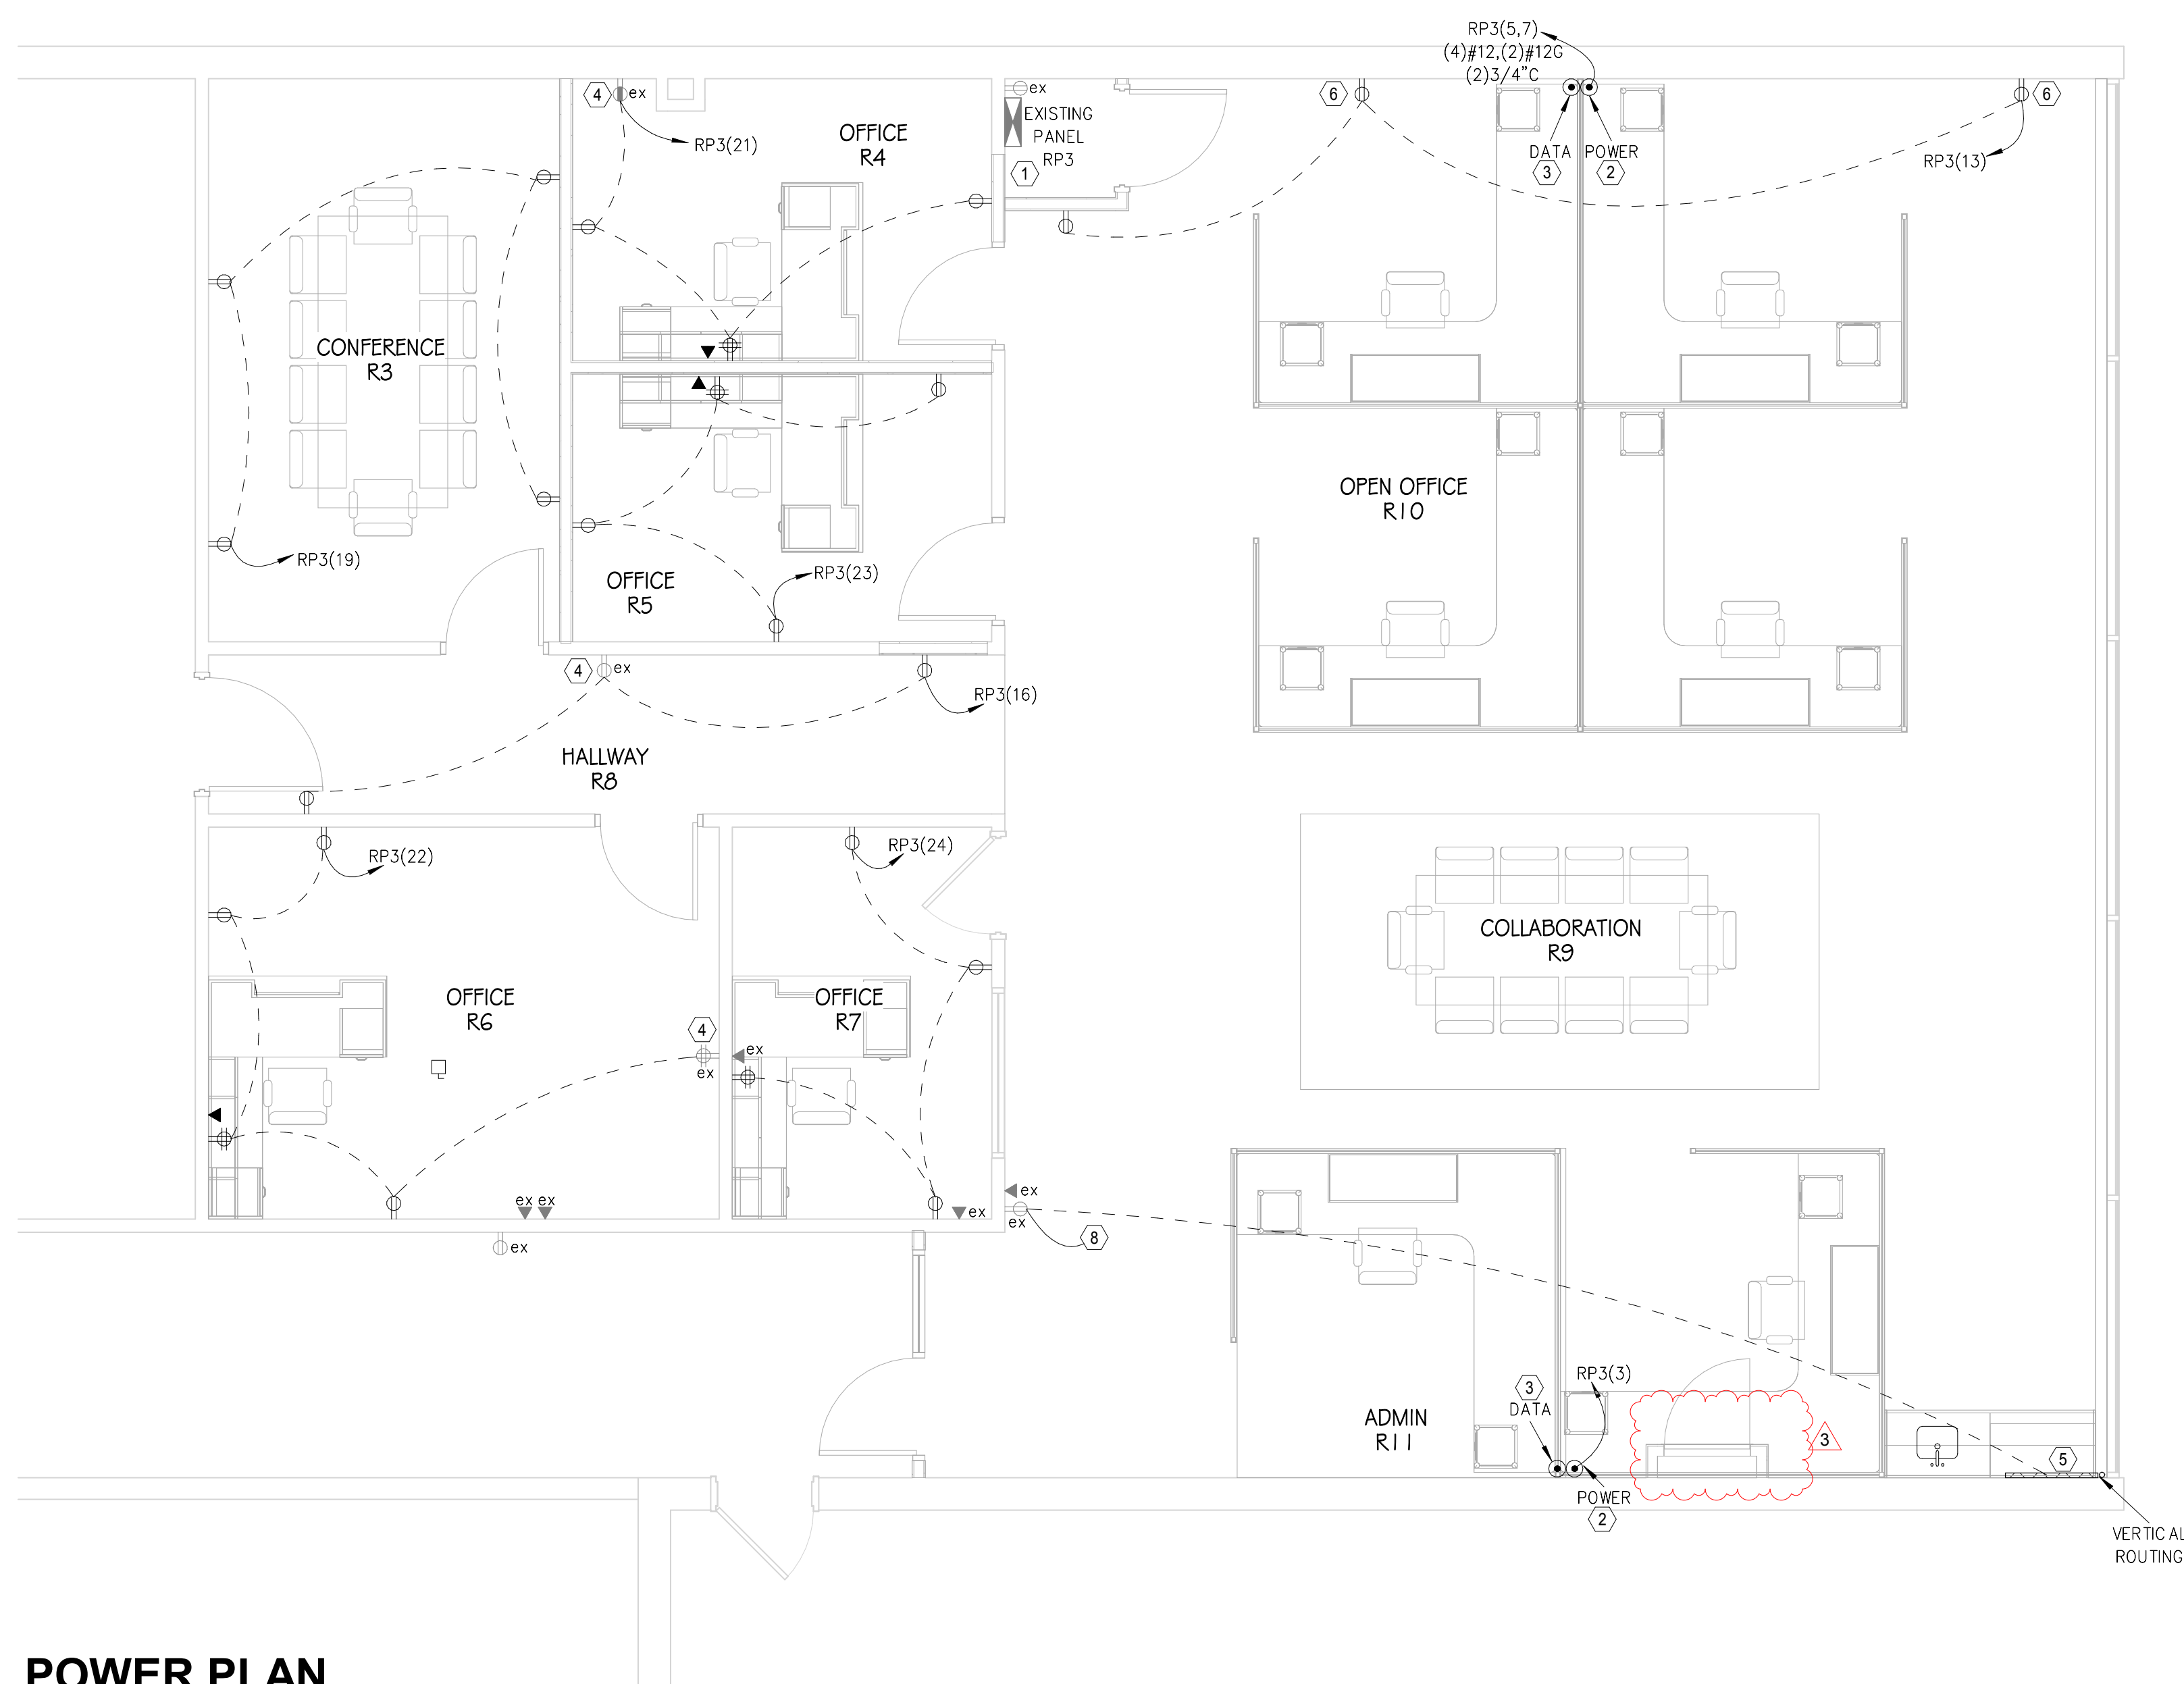 RP3(5,7)
(4)#12,(2)#12G
(2)3/4"C
4
ex
RP3(21)
OFFICE
R4
ex
EXISTING
PANEL
RP3
1
6
DATA
3
POWER
2
6
RP3(13)
CONFERENCE
R3
RP3(19)
OPEN OFFICE
R10
OFFICE
R5
RP3(23)
4
ex
RP3(16)
HALLWAY
R8
RP3(22)
RP3(24)
COLLABORATION
R9
OFFICE
R6
OFFICE
R7
4
ex
ex
ex ex
ex
ex
ex
ex
8
RP3(3)
3
DATA
ADMIN
R11
3
5
POWER
2
VERTICAL
ROUTING
POWER PLAN